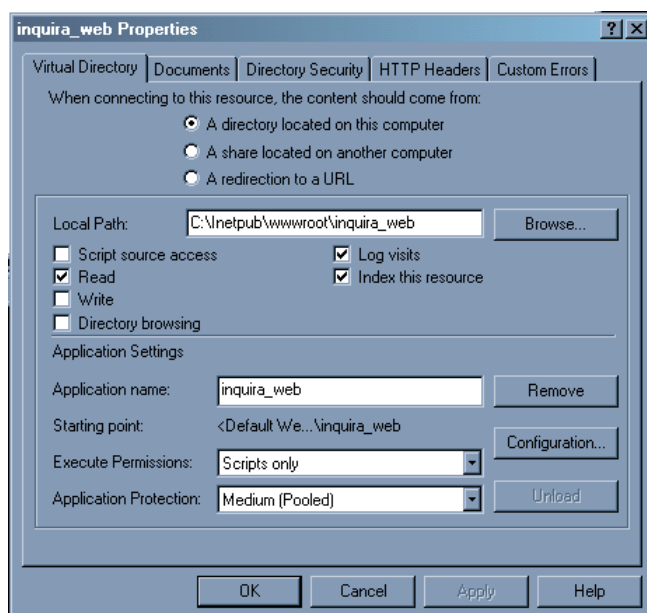 inquira_web Properties
Virtual Directory Documents Directory Security HTTP Headers Custom Errors
When connecting to this resource, the content should come from:
A directory located on this computer
A share located on another computer
A redirection to a URL
Local Path: C:\Inetpub\wwwroot\inquira_web Browse...
Script source access Log visits
Read Index this resource
Write
Directory browsing
Application Settings
Application name: inquira_web Remove
Starting point: <Default We...\inquira_web
Configuration...
Execute Permissions: Scripts only
Application Protection: Medium (Pooled) Unload
OK Cancel Apply Help